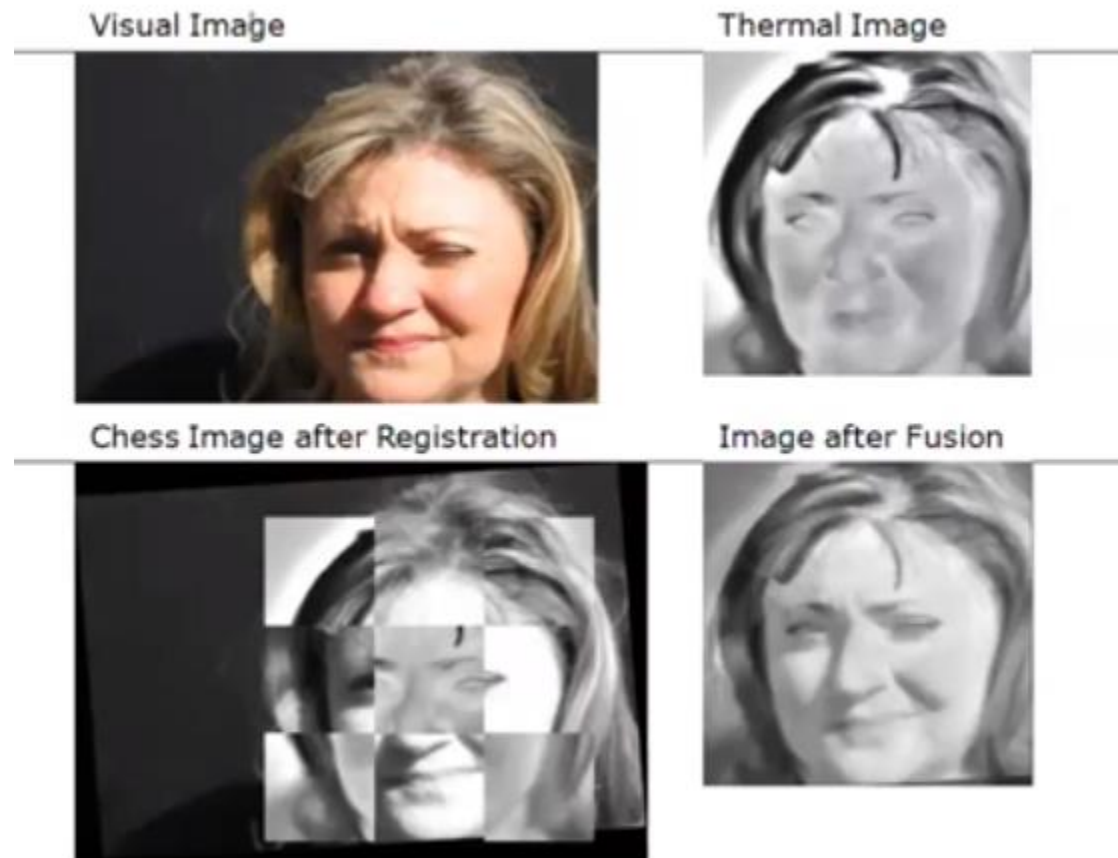 Visual Image
Thermal Image
Chess Image after Registration
Image after Fusion